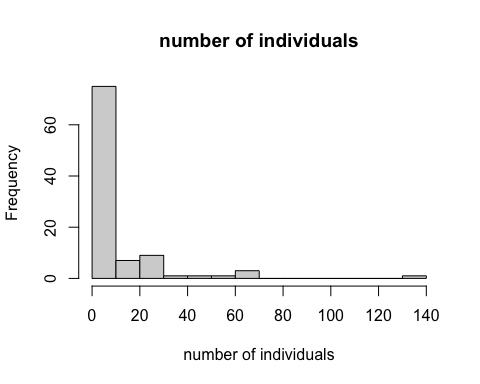 number of individuals
Frequency
0
20
40
60
0 20 40 60 80 100 120 140
number of individuals